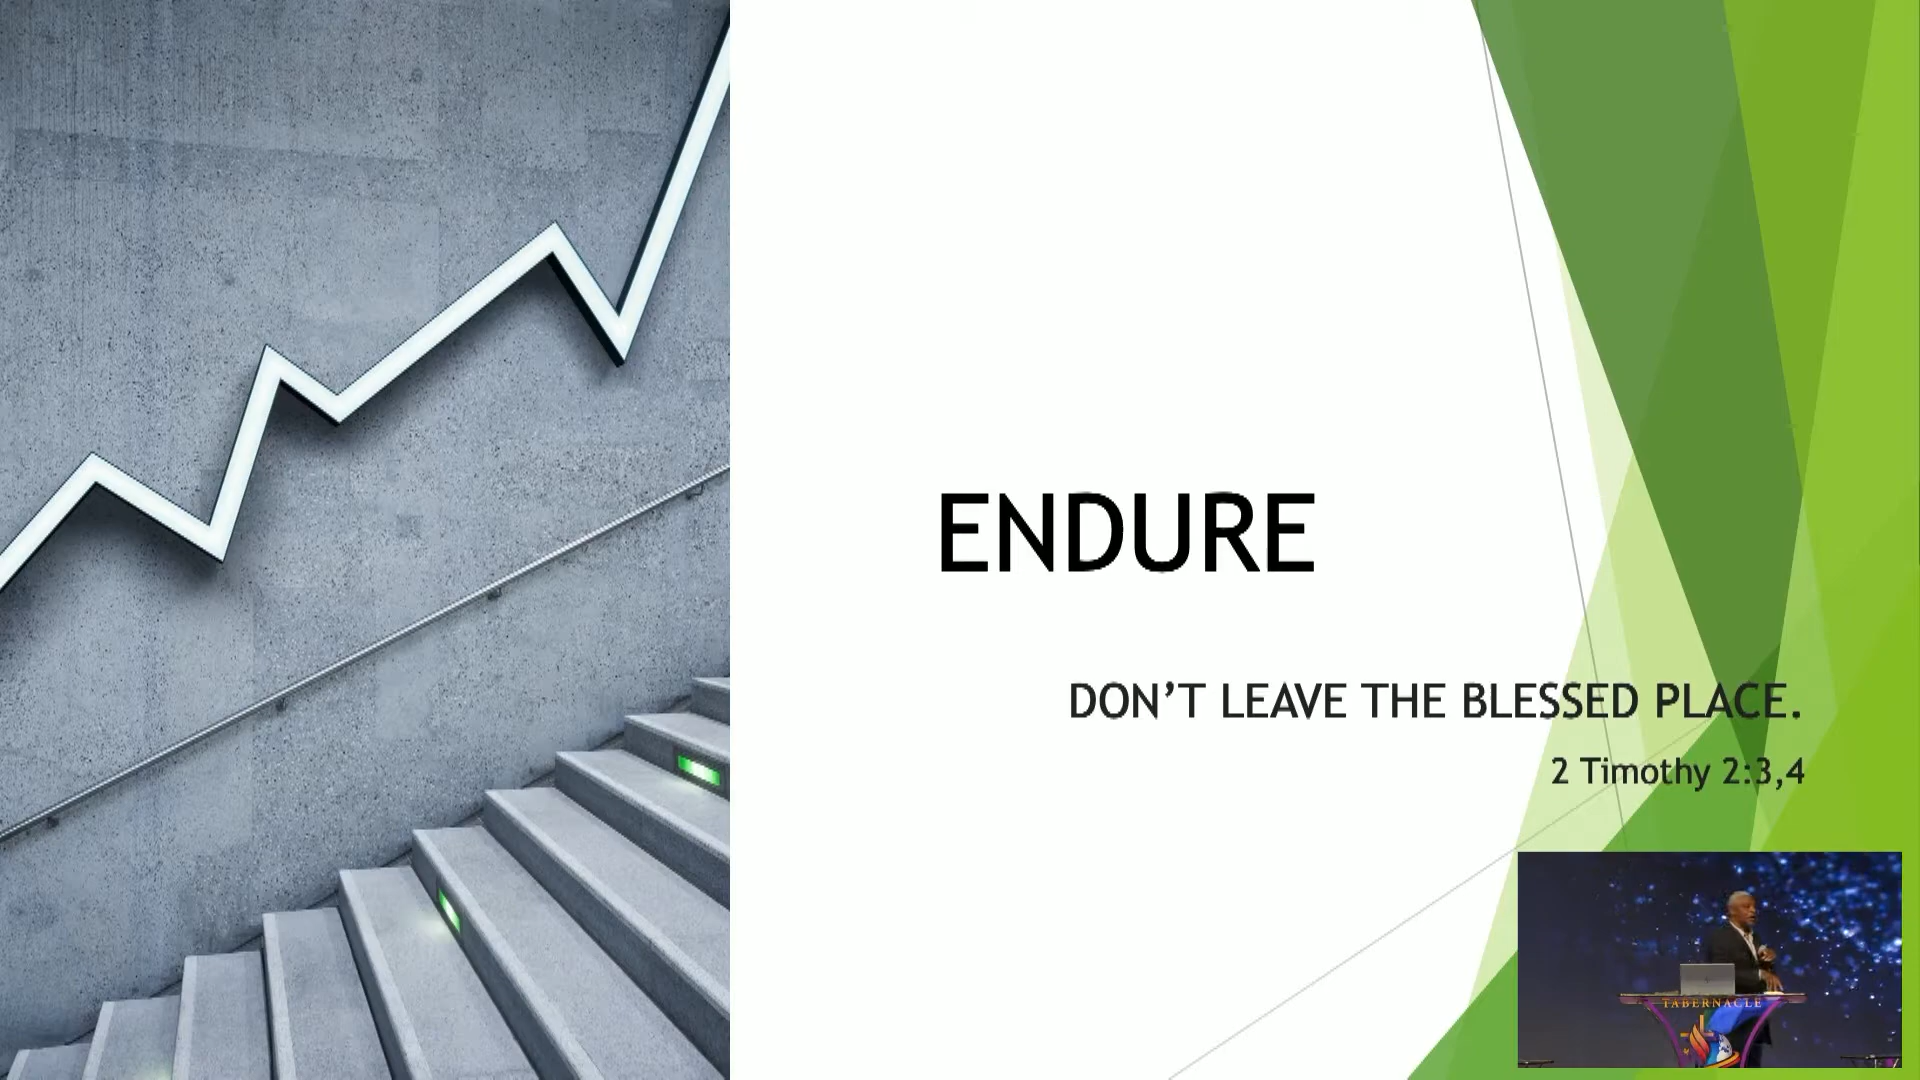 ENDURE
DON’T LEAVE THE BLESSED PLACE.
2 Timothy 2:3,4
TABERNACLE